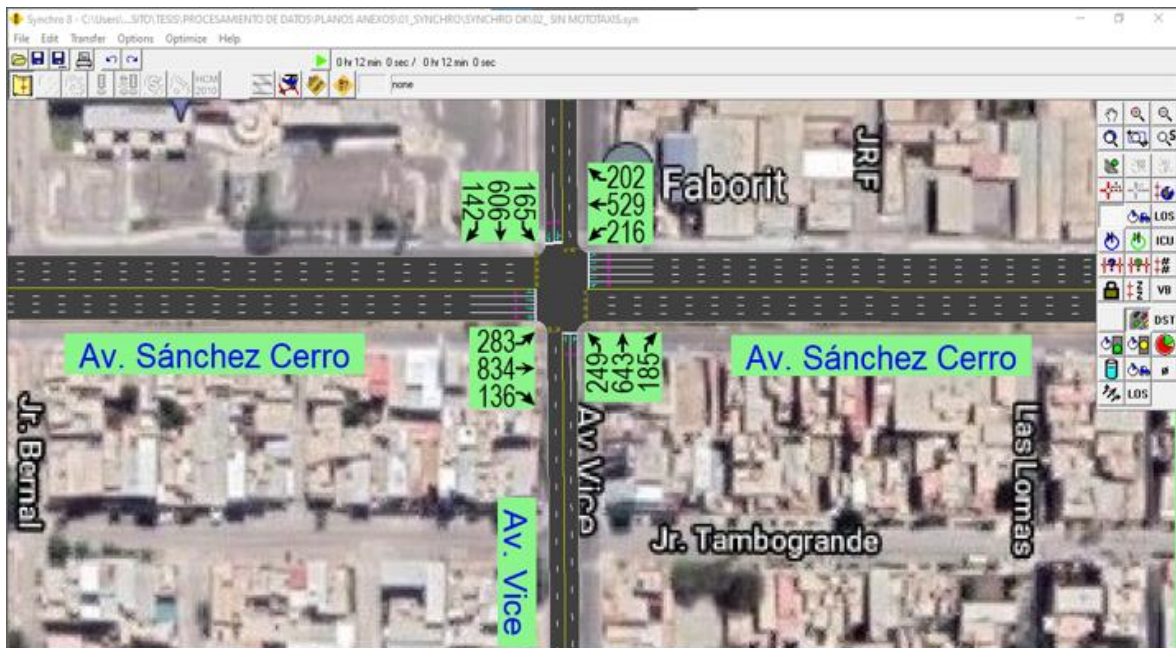 Synchro 8 - C:\Users\...SITO\TESIS\PROCESAMIENTO DE DATOS\PLANOS ANEXOS\01_SYNCHRO\SYNCHRO OK\02_ SIN MOTOTAXIS.syn
File Edit Transfer Options Optimize Help
0 hr 12 min 0 sec / 0 hr 12 min 0 sec
HCM 2010
none
LOS
ICU
VB
DST
LOS
Faborit
JRF
142
606
165
202
529
216
Av. Sánchez Cerro
283
834
136
249
643
185
Av. Sánchez Cerro
Jr. Bernal
Av Vice
Las Lomas
Av. Vice
Jr. Tambogrande